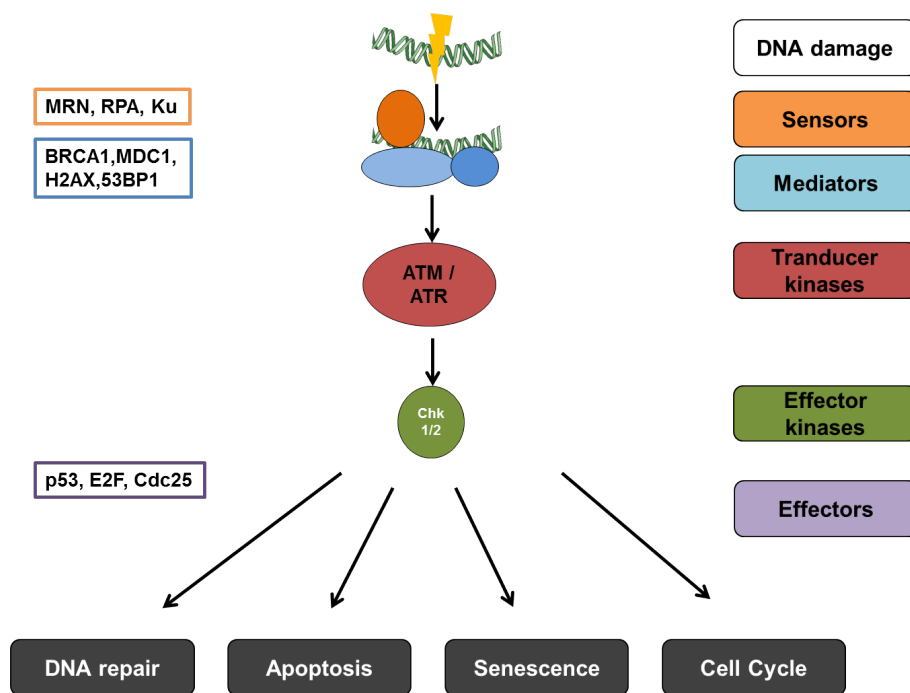 DNA damage
MRN, RPA, Ku
Sensors
BRCA1,MDC1,
H2AX,53BP1
Mediators
ATM /
ATR
Tranducer
kinases
Chk
1/2
Effector
kinases
p53, E2F, Cdc25
Effectors
DNA repair
Apoptosis
Senescence
Cell Cycle